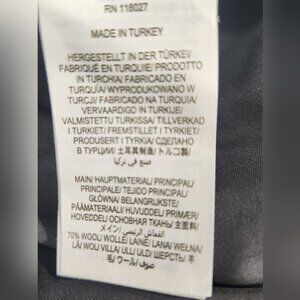 RN 118027
MADE IN TURKEY
HERGESTELLT IN DER TÜRKEI/
FABRIQUÉ EN TURQUIE/ PRODOTTO
IN TURCHIA/ FABRICADO EN
TURQUÍA/ WYPRODUKOWANO W
TURCJI/ FABRICADO NA TURQUIA/
VERVAARDIGD IN TURKIJE/
VALMISTETTU TURKISSA/ TILLVERKAD
I TURKIET/ FREMSTILLET I TYRKIET/
PRODUSERT I TYRKIA/ СДЕЛАНО
В ТУРЦИИ/ 土耳其制造/ トルコ製/
صنع في تركيا
MAIN/ HAUPTMATERIAL/ PRINCIPAL/
PRINCIPALE/ TEJIDO PRINCIPAL/
GŁÓWNA/ BELANGRIJKSTE/
PÄÄMATERIAALI/ HUVUDDEL/ PRIMÆR/
HOVEDDEL/ ОСНОВНАЯ ТКАНЬ/ 主面料/
メイン/ القماش الرئيسي
70% WOOL/ WOLLE/ LAINE/ LANA/ WEŁNA/
LÃ/ WOL/ VILLA/ ULL/ ULD/ ШЕРСТЬ/ 羊
毛/ ウール/ صوف